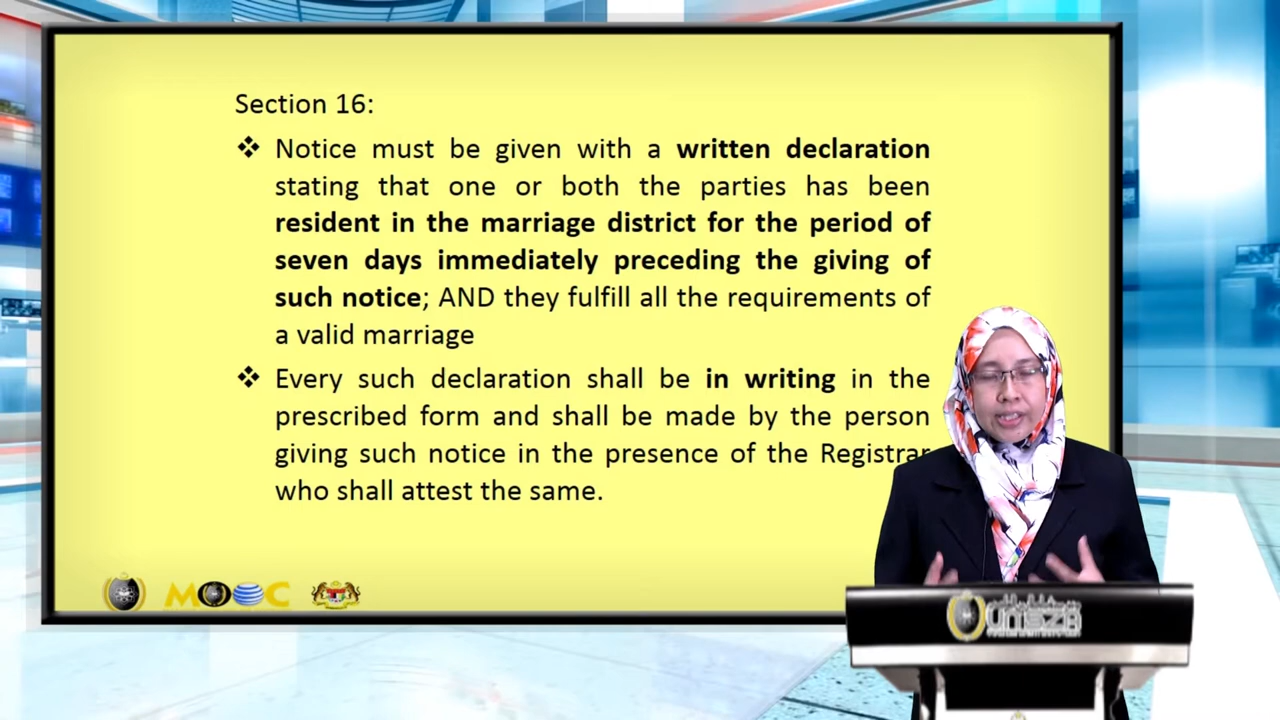 Section 16:
❖ Notice must be given with a written declaration
stating that one or both the parties has been
resident in the marriage district for the period of
seven days immediately preceding the giving of
such notice; AND they fulfill all the requirements of
a valid marriage
❖ Every such declaration shall be in writing in the
prescribed form and shall be made by the person
giving such notice in the presence of the Registrar
who shall attest the same.
MOOC
UniSZA